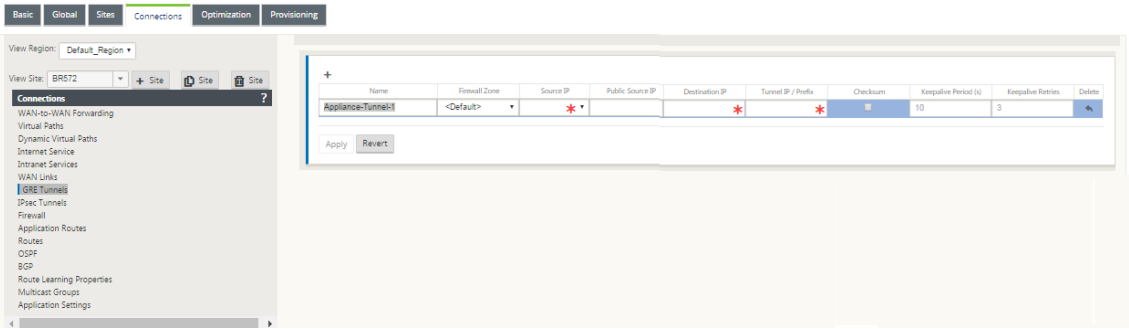 Basic Global Sites Connections Optimization Provisioning
View Region: Default_Region
View Site: BR572 + Site Site Site
Connections ?
WAN-to-WAN Forwarding
Virtual Paths
Dynamic Virtual Paths
Internet Service
Intranet Services
WAN Links
GRE Tunnels
IPsec Tunnels
Firewall
Application Routes
Routes
OSPF
BGP
Route Learning Properties
Multicast Groups
Application Settings
+
Name Firewall Zone Source IP Public Source IP Destination IP Tunnel IP / Prefix Checksum Keepalive Period (s) Keepalive Retries Delete
Appliance-Tunnel-1 <Default> * * * 10 3
Apply Revert